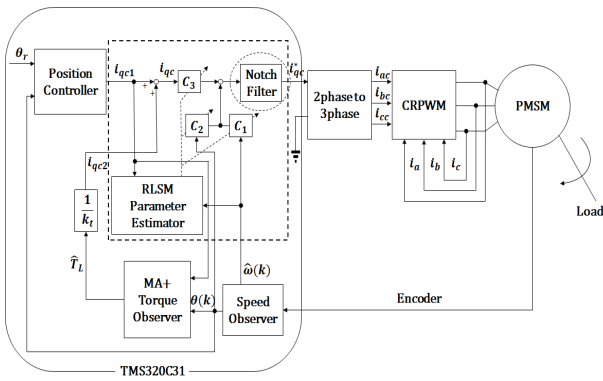 θr
Position
Controller
iqc1
+
+
iqc
C3
Notch
Filter
i*qc
2phase to
3phase
iac
ibc
icc
CRPWM
PMSM
ia
ib
ic
Load
C2
C1
iqc2
1
kt
RLSM
Parameter
Estimator
T̂L
MA+
Torque
Observer
θ(k)
ω̂(k)
Speed
Observer
Encoder
TMS320C31